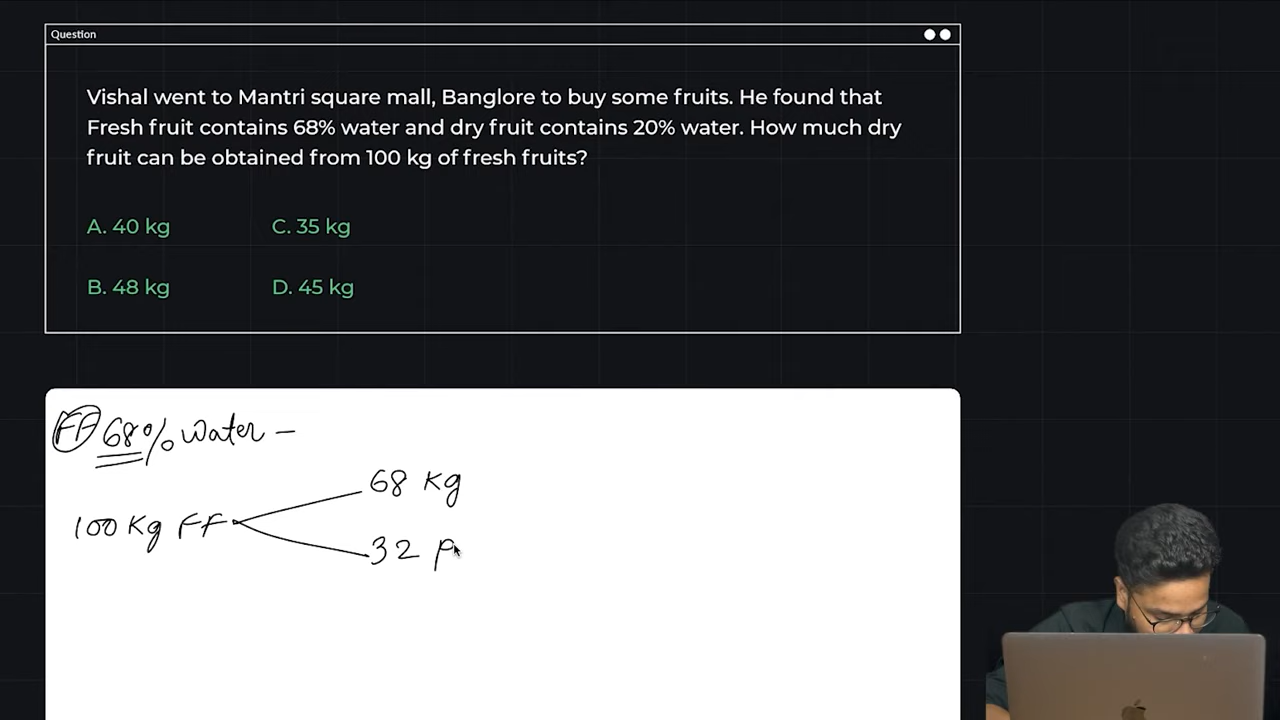 Question
Vishal went to Mantri square mall, Banglore to buy some fruits. He found that
Fresh fruit contains 68% water and dry fruit contains 20% water. How much dry
fruit can be obtained from 100 kg of fresh fruits?
A. 40 kg
C. 35 kg
B. 48 kg
D. 45 kg
FF 68% water -
68 Kg
100 Kg FF
32 P